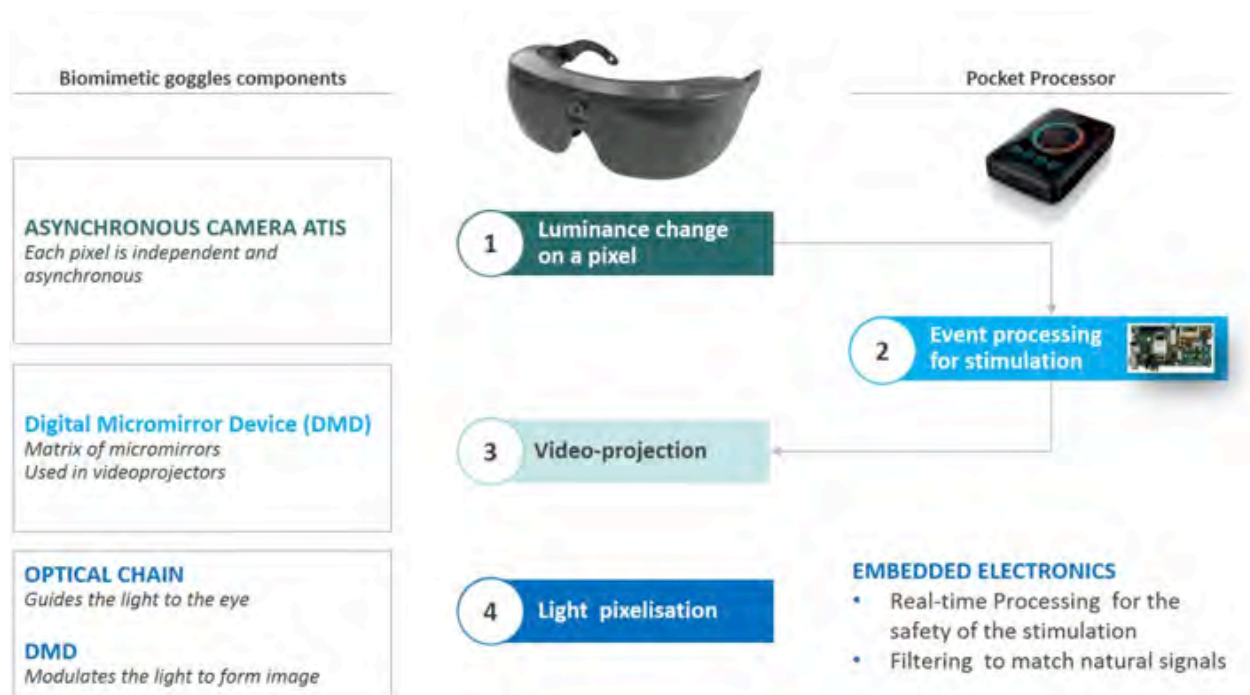 Biomimetic goggles components
Pocket Processor
ASYNCHRONOUS CAMERA ATIS
Each pixel is independent and
asynchronous
1
Luminance change
on a pixel
2
Event processing
for stimulation
Digital Micromirror Device (DMD)
Matrix of micromirrors
Used in videoprojectors
3
Video-projection
OPTICAL CHAIN
Guides the light to the eye
DMD
Modulates the light to form image
4
Light pixelisation
EMBEDDED ELECTRONICS
• Real-time Processing for the
safety of the stimulation
• Filtering to match natural signals